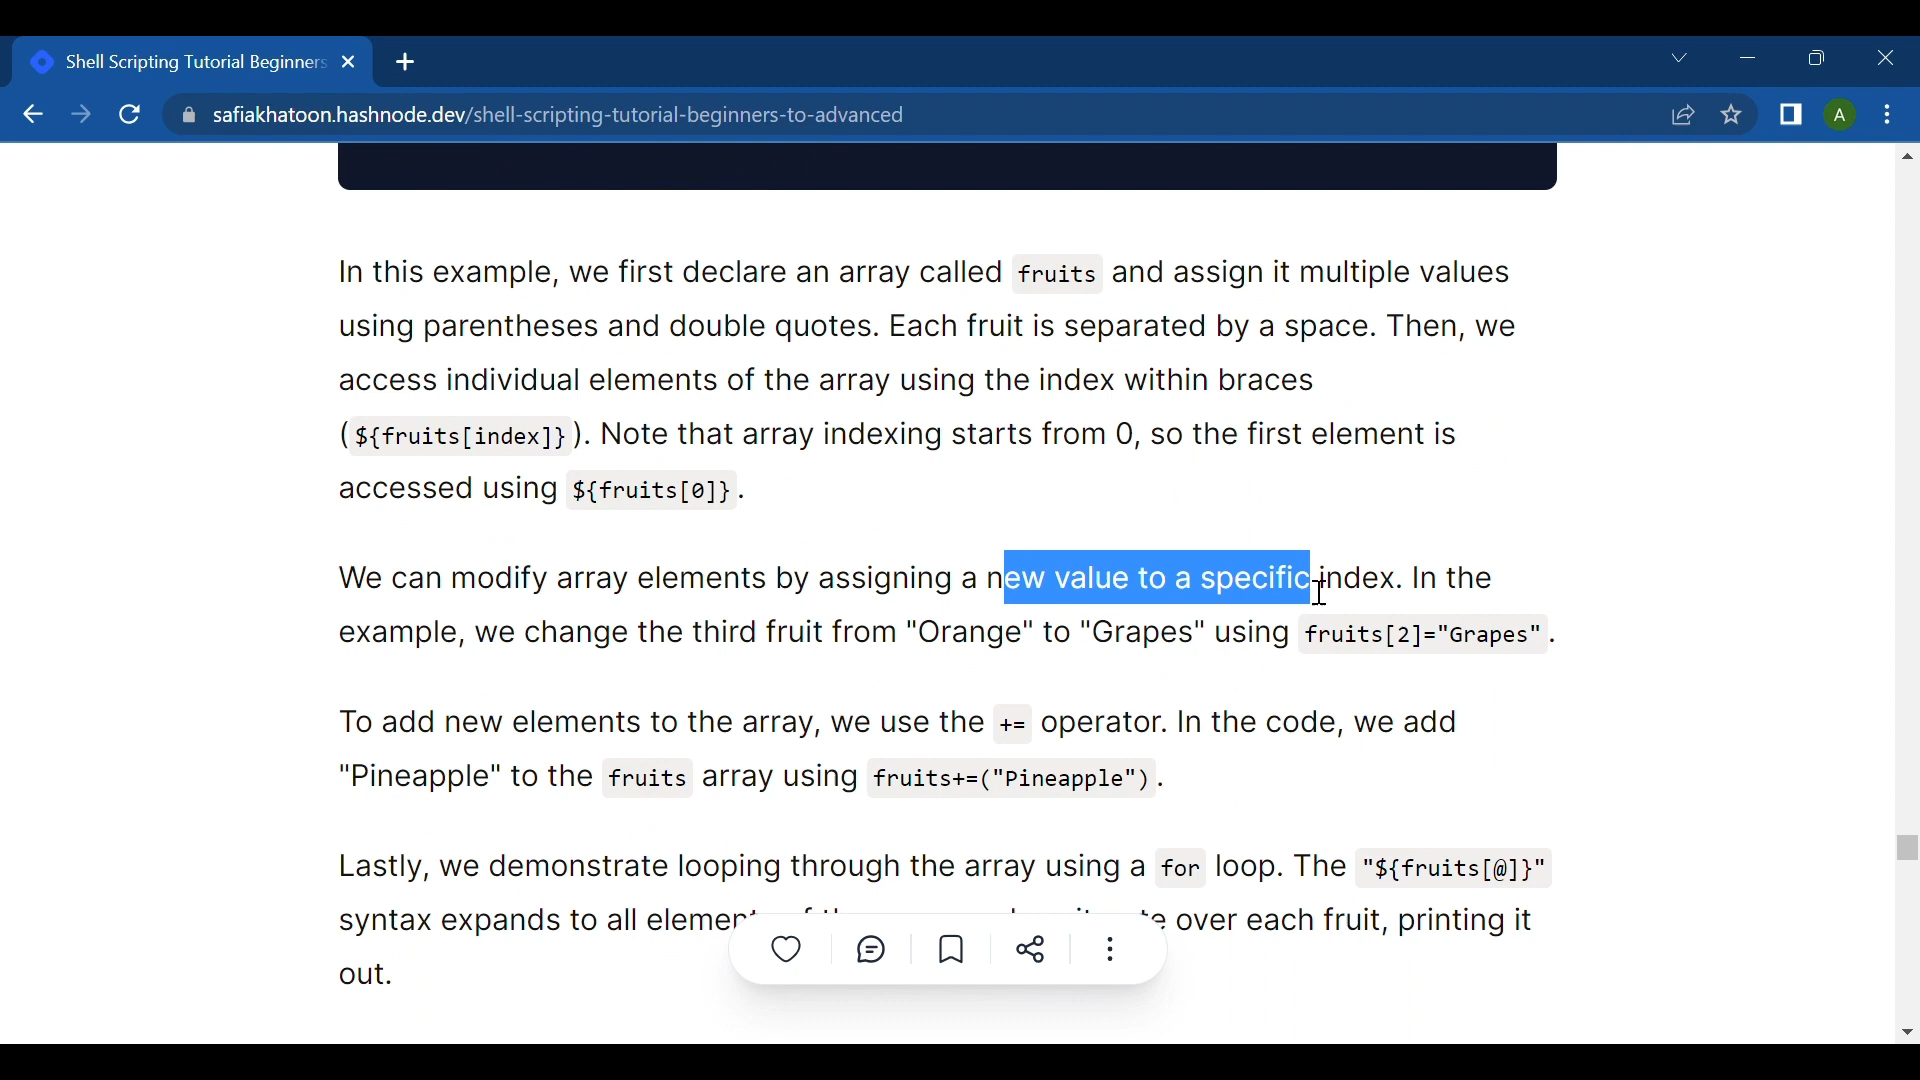 Shell Scripting Tutorial Beginners
safiakhatoon.hashnode.dev/shell-scripting-tutorial-beginners-to-advanced
A
In this example, we first declare an array called fruits and assign it multiple values
using parentheses and double quotes. Each fruit is separated by a space. Then, we
access individual elements of the array using the index within braces
(${fruits[index]}). Note that array indexing starts from 0, so the first element is
accessed using ${fruits[0]}.
We can modify array elements by assigning a new value to a specific index. In the
example, we change the third fruit from "Orange" to "Grapes" using fruits[2]="Grapes".
To add new elements to the array, we use the += operator. In the code, we add
"Pineapple" to the fruits array using fruits+=("Pineapple").
Lastly, we demonstrate looping through the array using a for loop. The "${fruits[@]}"
syntax expands to all over each fruit, printing it
out.